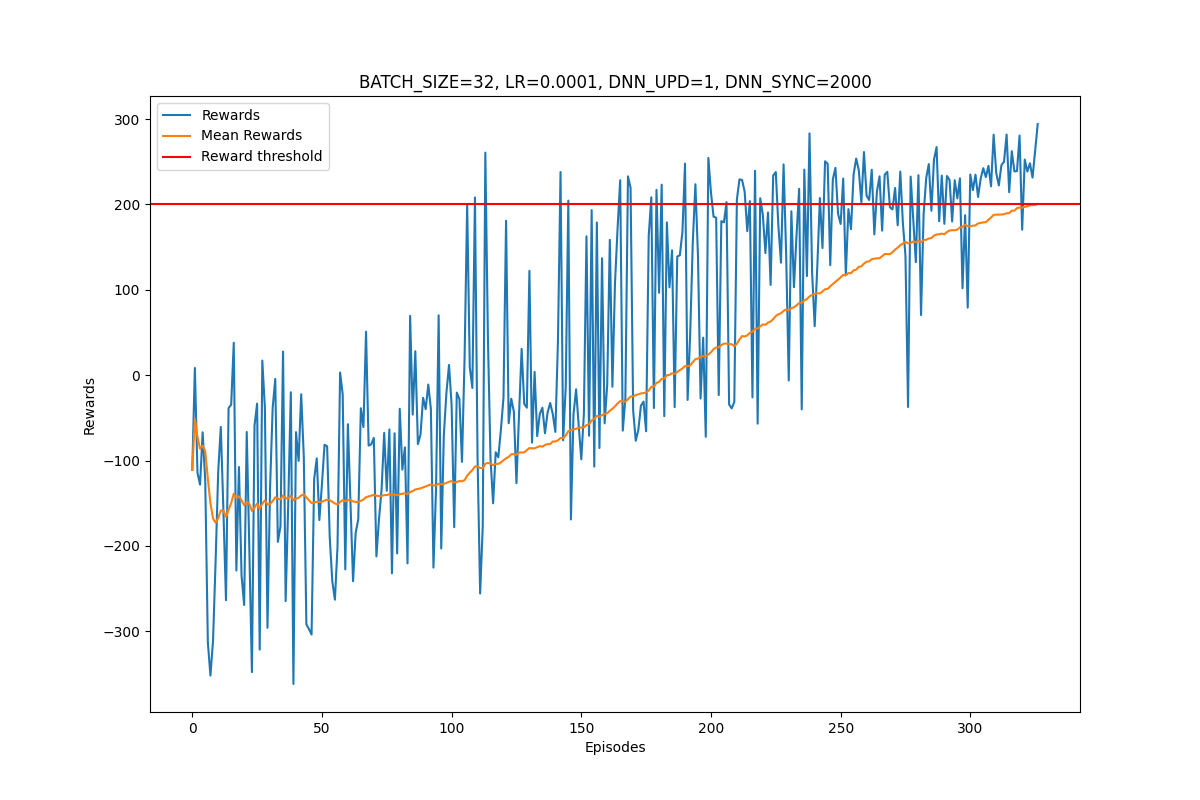 BATCH_SIZE=32, LR=0.0001, DNN_UPD=1, DNN_SYNC=2000
Rewards
Mean Rewards
Reward threshold
300
200
100
0
−100
−200
−300
Rewards
0 50 100 150 200 250 300
Episodes